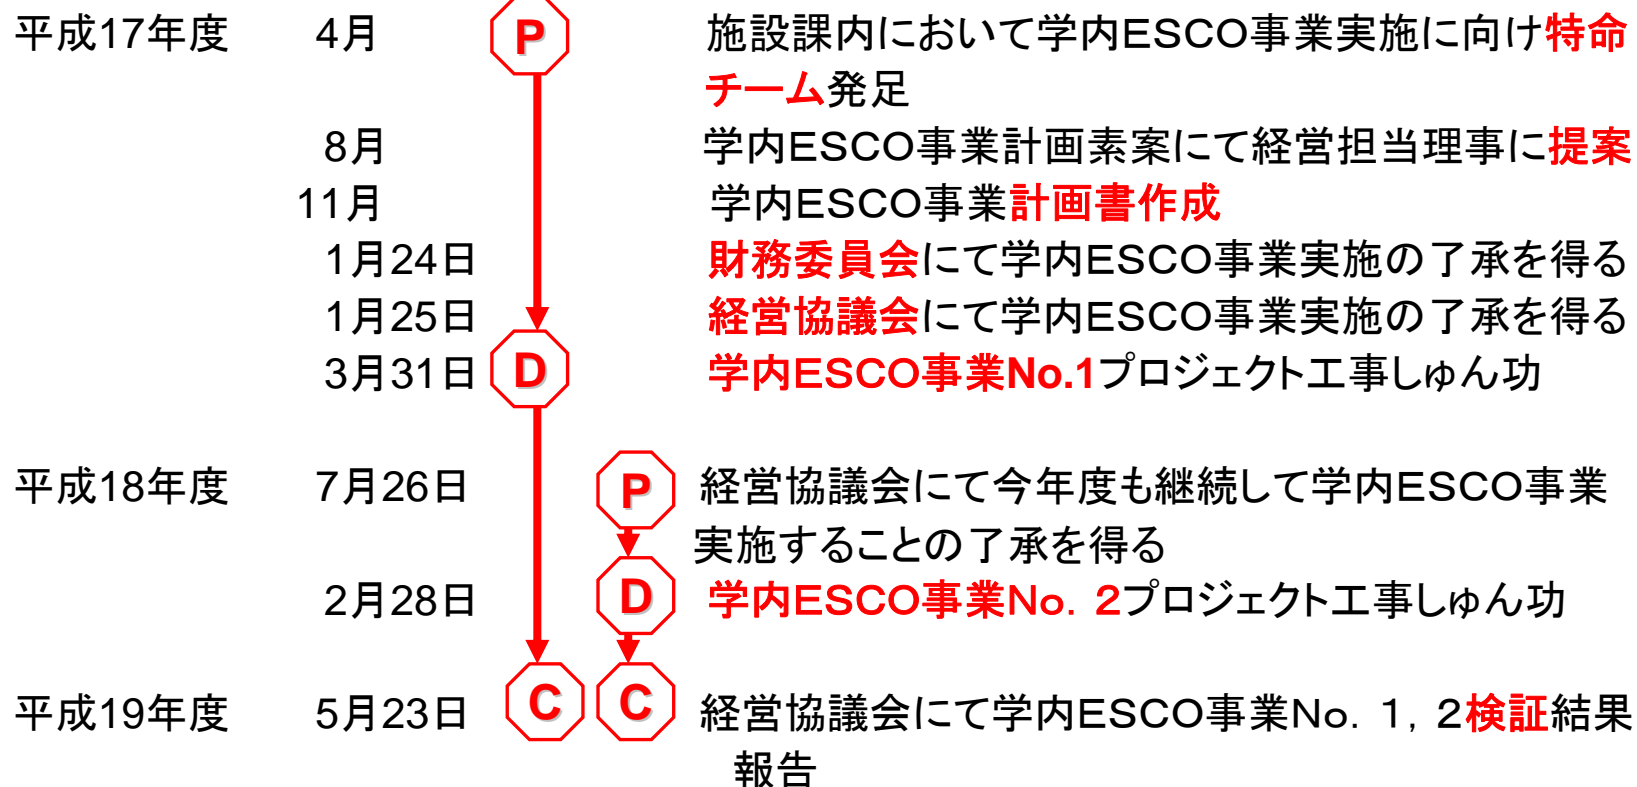 平成17年度 4月 P 施設課内において学内ESCO事業実施に向け特命
チーム発足
8月 学内ESCO事業計画素案にて経営担当理事に提案
11月 学内ESCO事業計画書作成
1月24日 財務委員会にて学内ESCO事業実施の了承を得る
1月25日 経営協議会にて学内ESCO事業実施の了承を得る
3月31日 D 学内ESCO事業No.1プロジェクト工事しゅん功
平成18年度 7月26日 P 経営協議会にて今年度も継続して学内ESCO事業
実施することの了承を得る
2月28日 D 学内ESCO事業No．2プロジェクト工事しゅん功
平成19年度 5月23日 C C 経営協議会にて学内ESCO事業No．1，2検証結果
報告